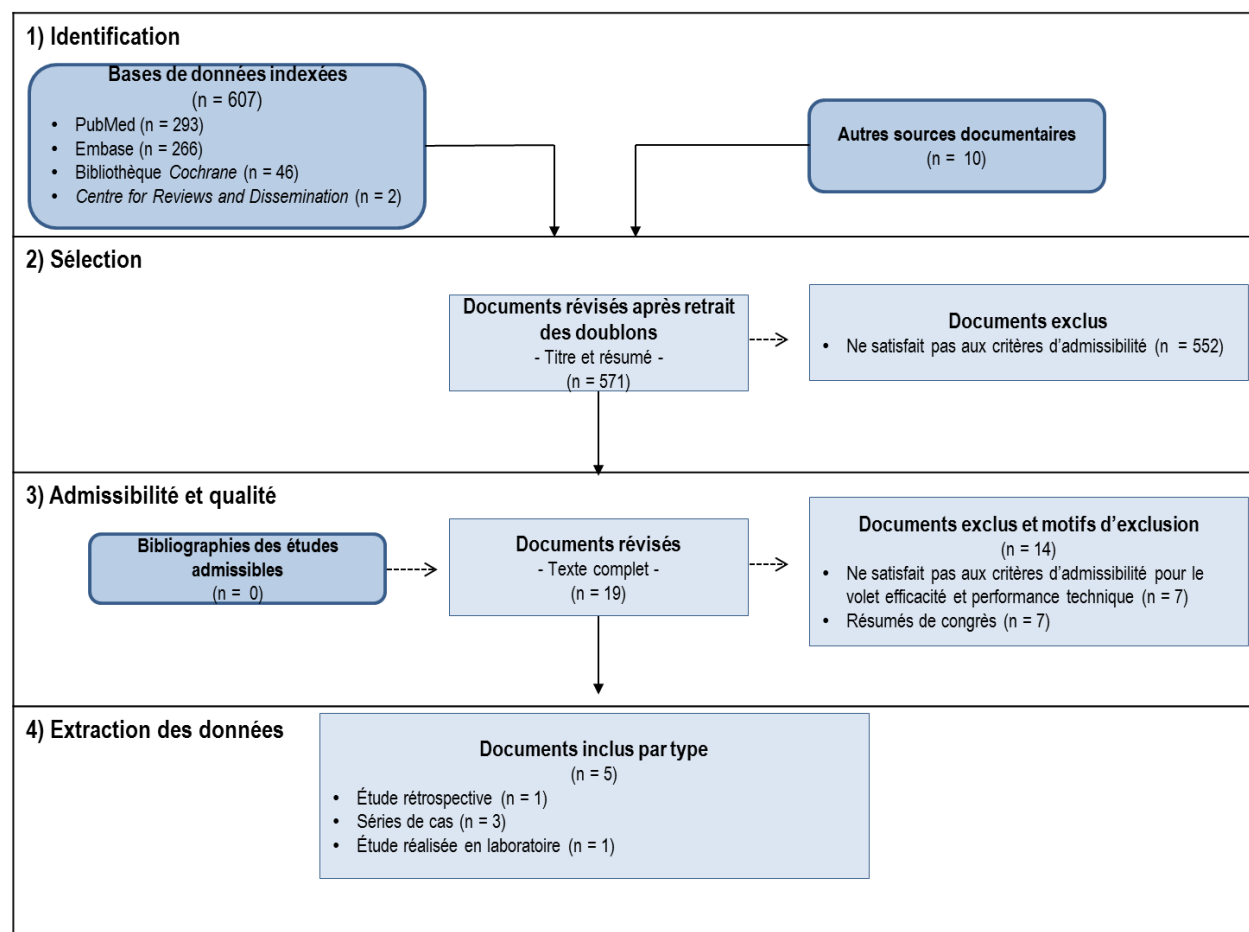 1) Identification
Bases de données indexées
(n = 607)
• PubMed (n = 293)
• Embase (n = 266)
• Bibliothèque Cochrane (n = 46)
• Centre for Reviews and Dissemination (n = 2)
Autres sources documentaires
(n = 10)
2) Sélection
Documents révisés après retrait
des doublons
- Titre et résumé -
(n = 571)
Documents exclus
• Ne satisfait pas aux critères d'admissibilité (n = 552)
3) Admissibilité et qualité
Bibliographies des études
admissibles
(n = 0)
Documents révisés
- Texte complet -
(n = 19)
Documents exclus et motifs d'exclusion
(n = 14)
• Ne satisfait pas aux critères d'admissibilité pour le
volet efficacité et performance technique (n = 7)
• Résumés de congrès (n = 7)
4) Extraction des données
Documents inclus par type
(n = 5)
• Étude rétrospective (n = 1)
• Séries de cas (n = 3)
• Étude réalisée en laboratoire (n = 1)